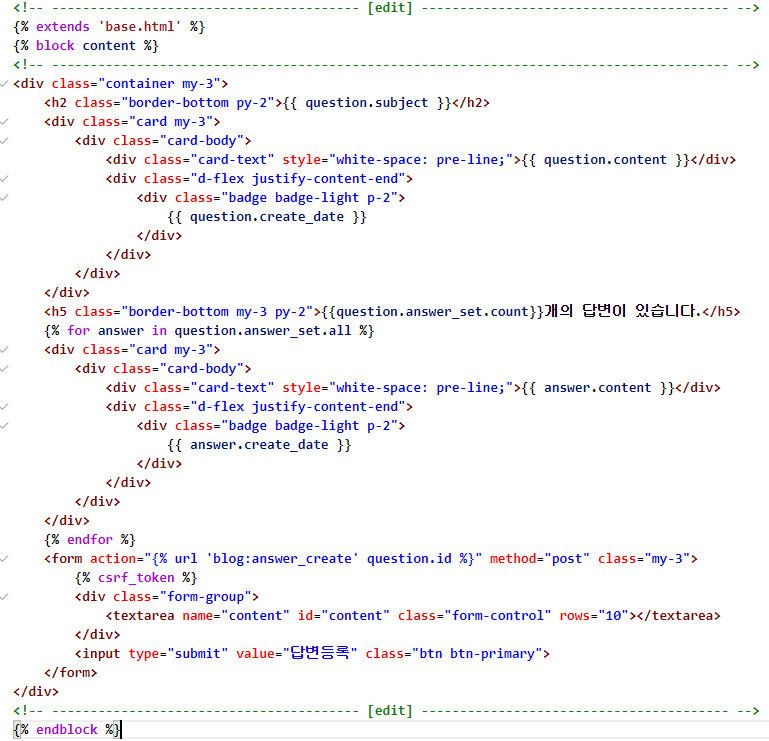 <!-- ---------------------------------------- [edit] ---------------------------------------- -->
{% extends 'base.html' %}
{% block content %}
<!-- ---------------------------------------------------------------------------------------- -->
<div class="container my-3">
    <h2 class="border-bottom py-2">{{ question.subject }}</h2>
    <div class="card my-3">
        <div class="card-body">
            <div class="card-text" style="white-space: pre-line;">{{ question.content }}</div>
            <div class="d-flex justify-content-end">
                <div class="badge badge-light p-2">
                    {{ question.create_date }}
                </div>
            </div>
        </div>
    </div>
    <h5 class="border-bottom my-3 py-2">{{question.answer_set.count}}개의 답변이 있습니다.</h5>
    {% for answer in question.answer_set.all %}
    <div class="card my-3">
        <div class="card-body">
            <div class="card-text" style="white-space: pre-line;">{{ answer.content }}</div>
            <div class="d-flex justify-content-end">
                <div class="badge badge-light p-2">
                    {{ answer.create_date }}
                </div>
            </div>
        </div>
    </div>
    {% endfor %}
    <form action="{% url 'blog:answer_create' question.id %}" method="post" class="my-3">
        {% csrf_token %}
        <div class="form-group">
            <textarea name="content" id="content" class="form-control" rows="10"></textarea>
        </div>
        <input type="submit" value="답변등록" class="btn btn-primary">
    </form>
</div>
<!-- ---------------------------------------- [edit] ---------------------------------------- -->
{% endblock %}